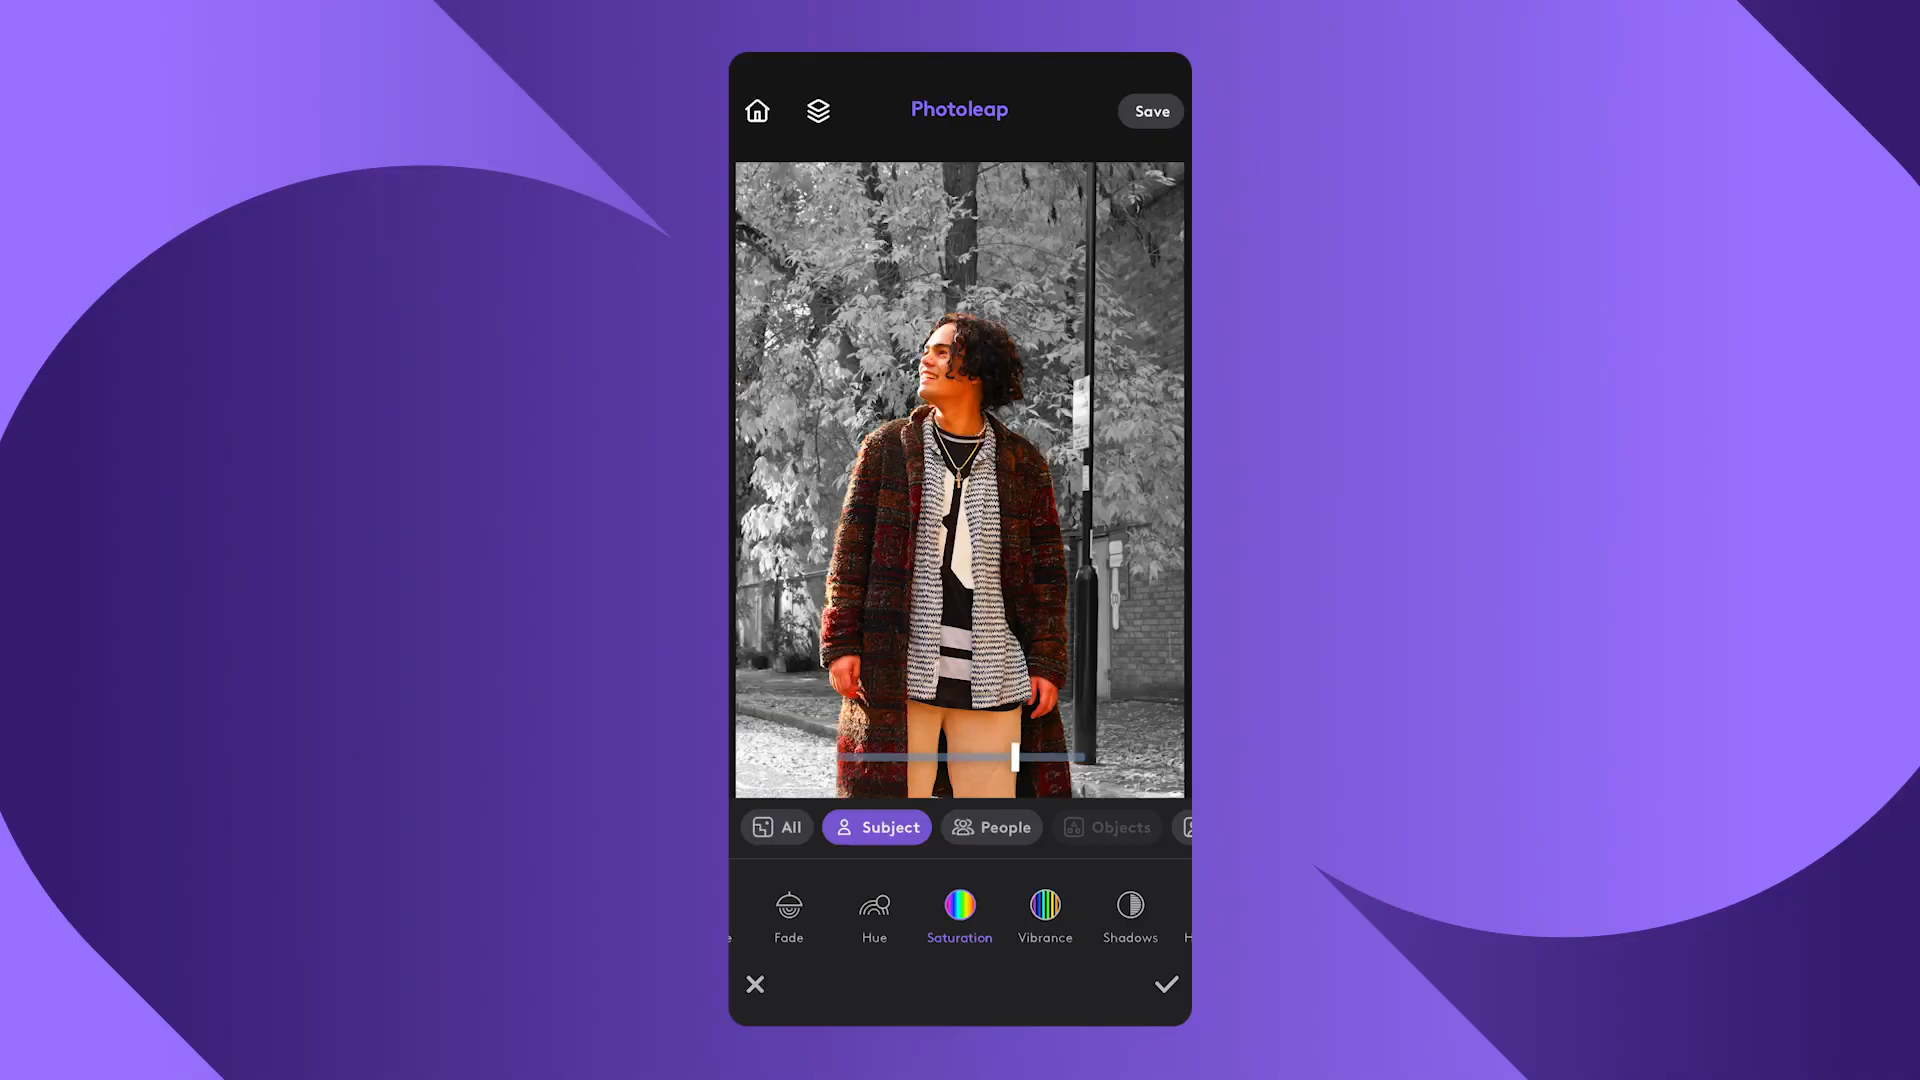 Photoleap
Save
All
Subject
People
Objects
Fade
Hue
Saturation
Vibrance
Shadows